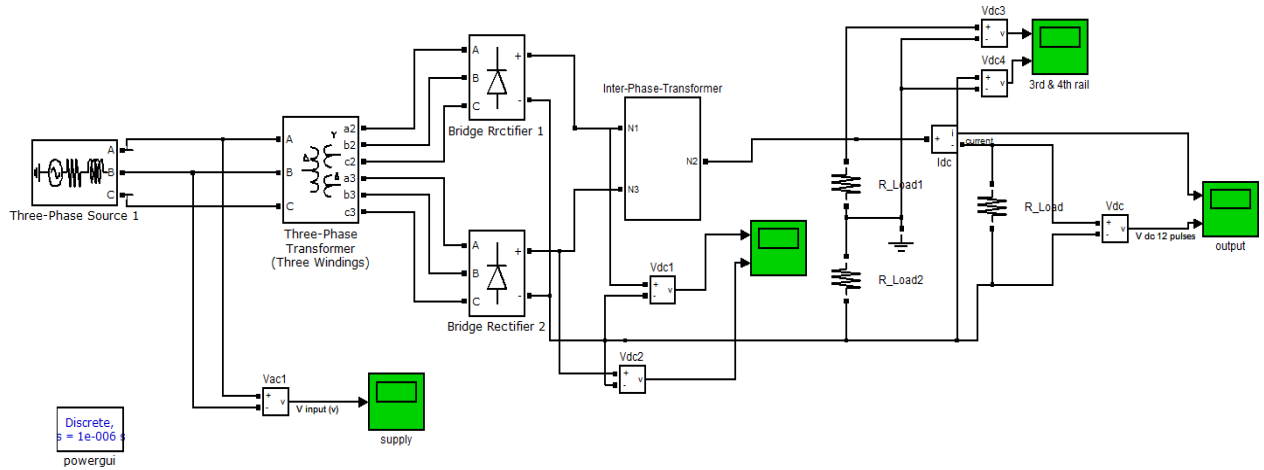 Vdc3
+
-
v
Vdc4
+
-
v
3rd & 4th rail
A
B
C
+
-
Bridge Rrctifier 1
Inter-Phase-Transformer
N1
N2
N3
A
B
C
Three-Phase Source 1
A
B
C
Y
Δ
Δ
a2
b2
c2
a3
b3
c3
Three-Phase
Transformer
(Three Windings)
A
B
C
+
-
Bridge Rectifier 2
+
i
-
current
Idc
R_Load1
R_Load2
R_Load
Vdc
+
-
v
V dc 12 pulses
output
Vdc1
+
-
v
Vdc2
+
-
v
Vac1
+
-
v
V input (v)
supply
Discrete,
s = 1e-006 s
powergui